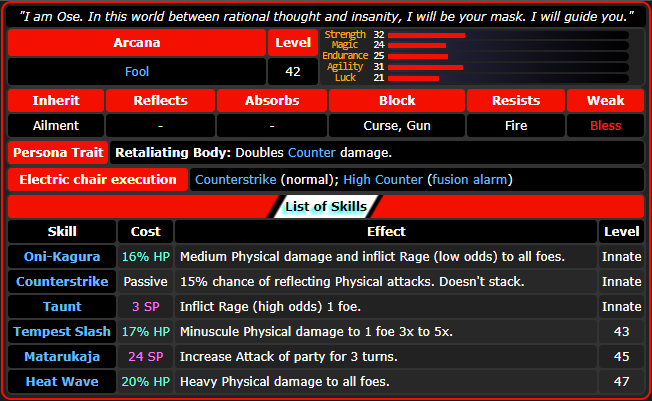 "I am Ose. In this world between rational thought and insanity, I will be your mask. I will guide you."
Arcana Level
Fool 42
Strength 32
Magic 24
Endurance 25
Agility 31
Luck 21
Inherit Reflects Absorbs Block Resists Weak
Ailment - - Curse, Gun Fire Bless
Persona Trait Retaliating Body: Doubles Counter damage.
Electric chair execution Counterstrike (normal); High Counter (fusion alarm)
List of Skills
Skill Cost Effect Level
Oni-Kagura 16% HP Medium Physical damage and inflict Rage (low odds) to all foes. Innate
Counterstrike Passive 15% chance of reflecting Physical attacks. Doesn't stack. Innate
Taunt 3 SP Inflict Rage (high odds) 1 foe. Innate
Tempest Slash 17% HP Minuscule Physical damage to 1 foe 3x to 5x. 43
Matarukaja 24 SP Increase Attack of party for 3 turns. 45
Heat Wave 20% HP Heavy Physical damage to all foes. 47